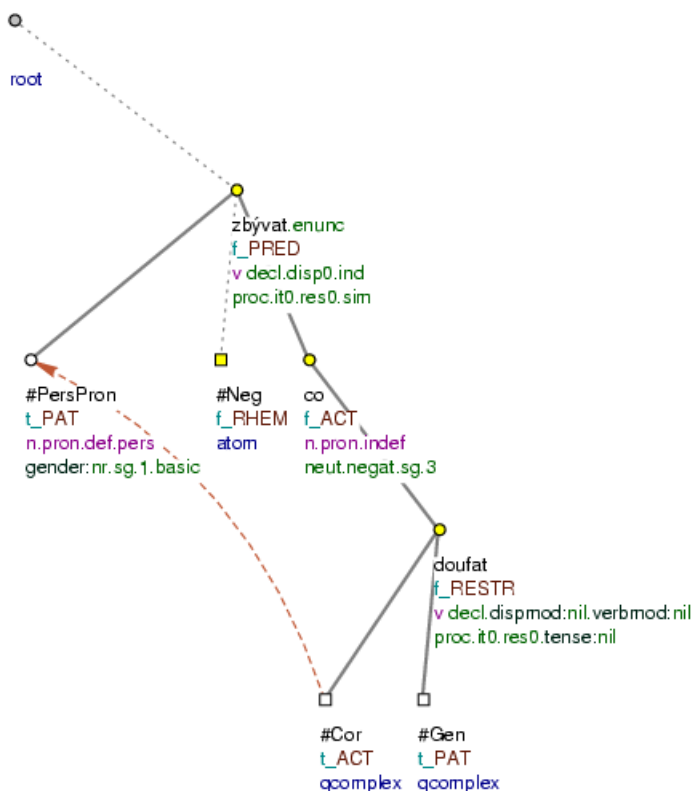 root
zbývat.enunc
f_PRED
v decl.disp0.ind
proc.it0.res0.sim
#PersPron
t_PAT
n.pron.def.pers
gender:nr.sg.1.basic
#Neg
f_RHEM
atom
co
f_ACT
n.pron.indef
neut.negat.sg.3
doufat
f_RESTR
v decl.dispmod:nil.verbmod:nil
proc.it0.res0.tense:nil
#Cor
t_ACT
qcomplex
#Gen
t_PAT
qcomplex